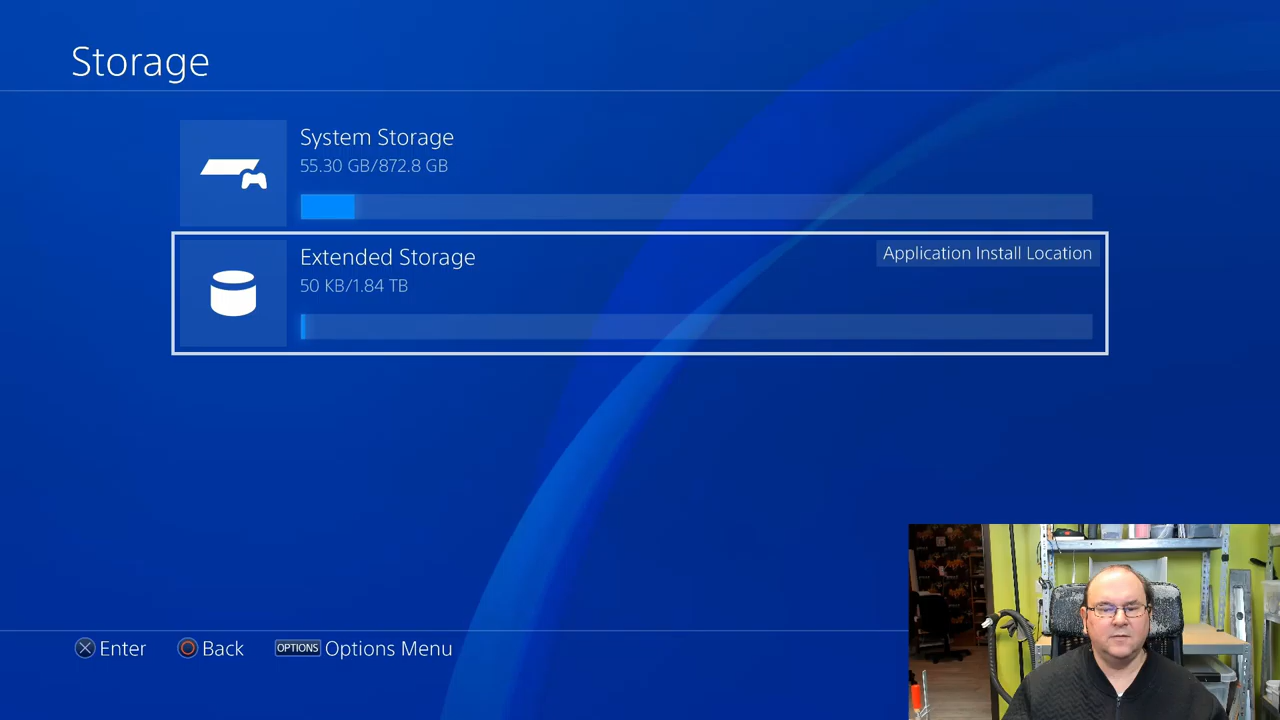 Storage
System Storage
55.30 GB/872.8 GB
Extended Storage
Application Install Location
50 KB/1.84 TB
Enter
Back
OPTIONS Options Menu